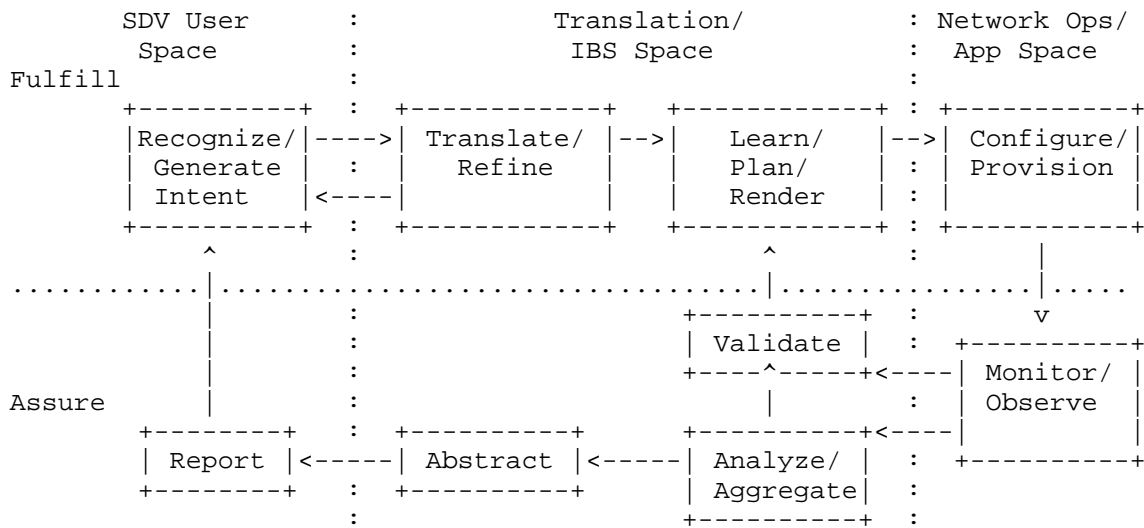 SDV User      :            Translation/           : Network Ops/
         Space        :             IBS Space             :  App Space
Fulfill               :                                   :
       +----------+   :   +------------+    +------------+ : +-----------+
       |Recognize/|---->| Translate/ |-->|   Learn/   |-->| Configure/|
       | Generate |   :   |   Refine   |    |   Plan/    | : | Provision |
       | Intent   |<----|            |    |   Render   | : |           |
       +----------+   :   +------------+    +------------+ : +-----------+
            ^         :                           ^        :       |
............|..................................|................|.....
            |         :                     +----------+  :       v
            |         :                     | Validate |  :  +----------+
            |         :                     +----^-----+<----| Monitor/ |
Assure      |         :                          |        :  | Observe  |
        +--------+    :  +----------+      +----------+<----|          |
        | Report |<-----| Abstract |<-----| Analyze/ |  :  +----------+
        +--------+    :  +----------+      | Aggregate|  :
                      :                    +----------+  :